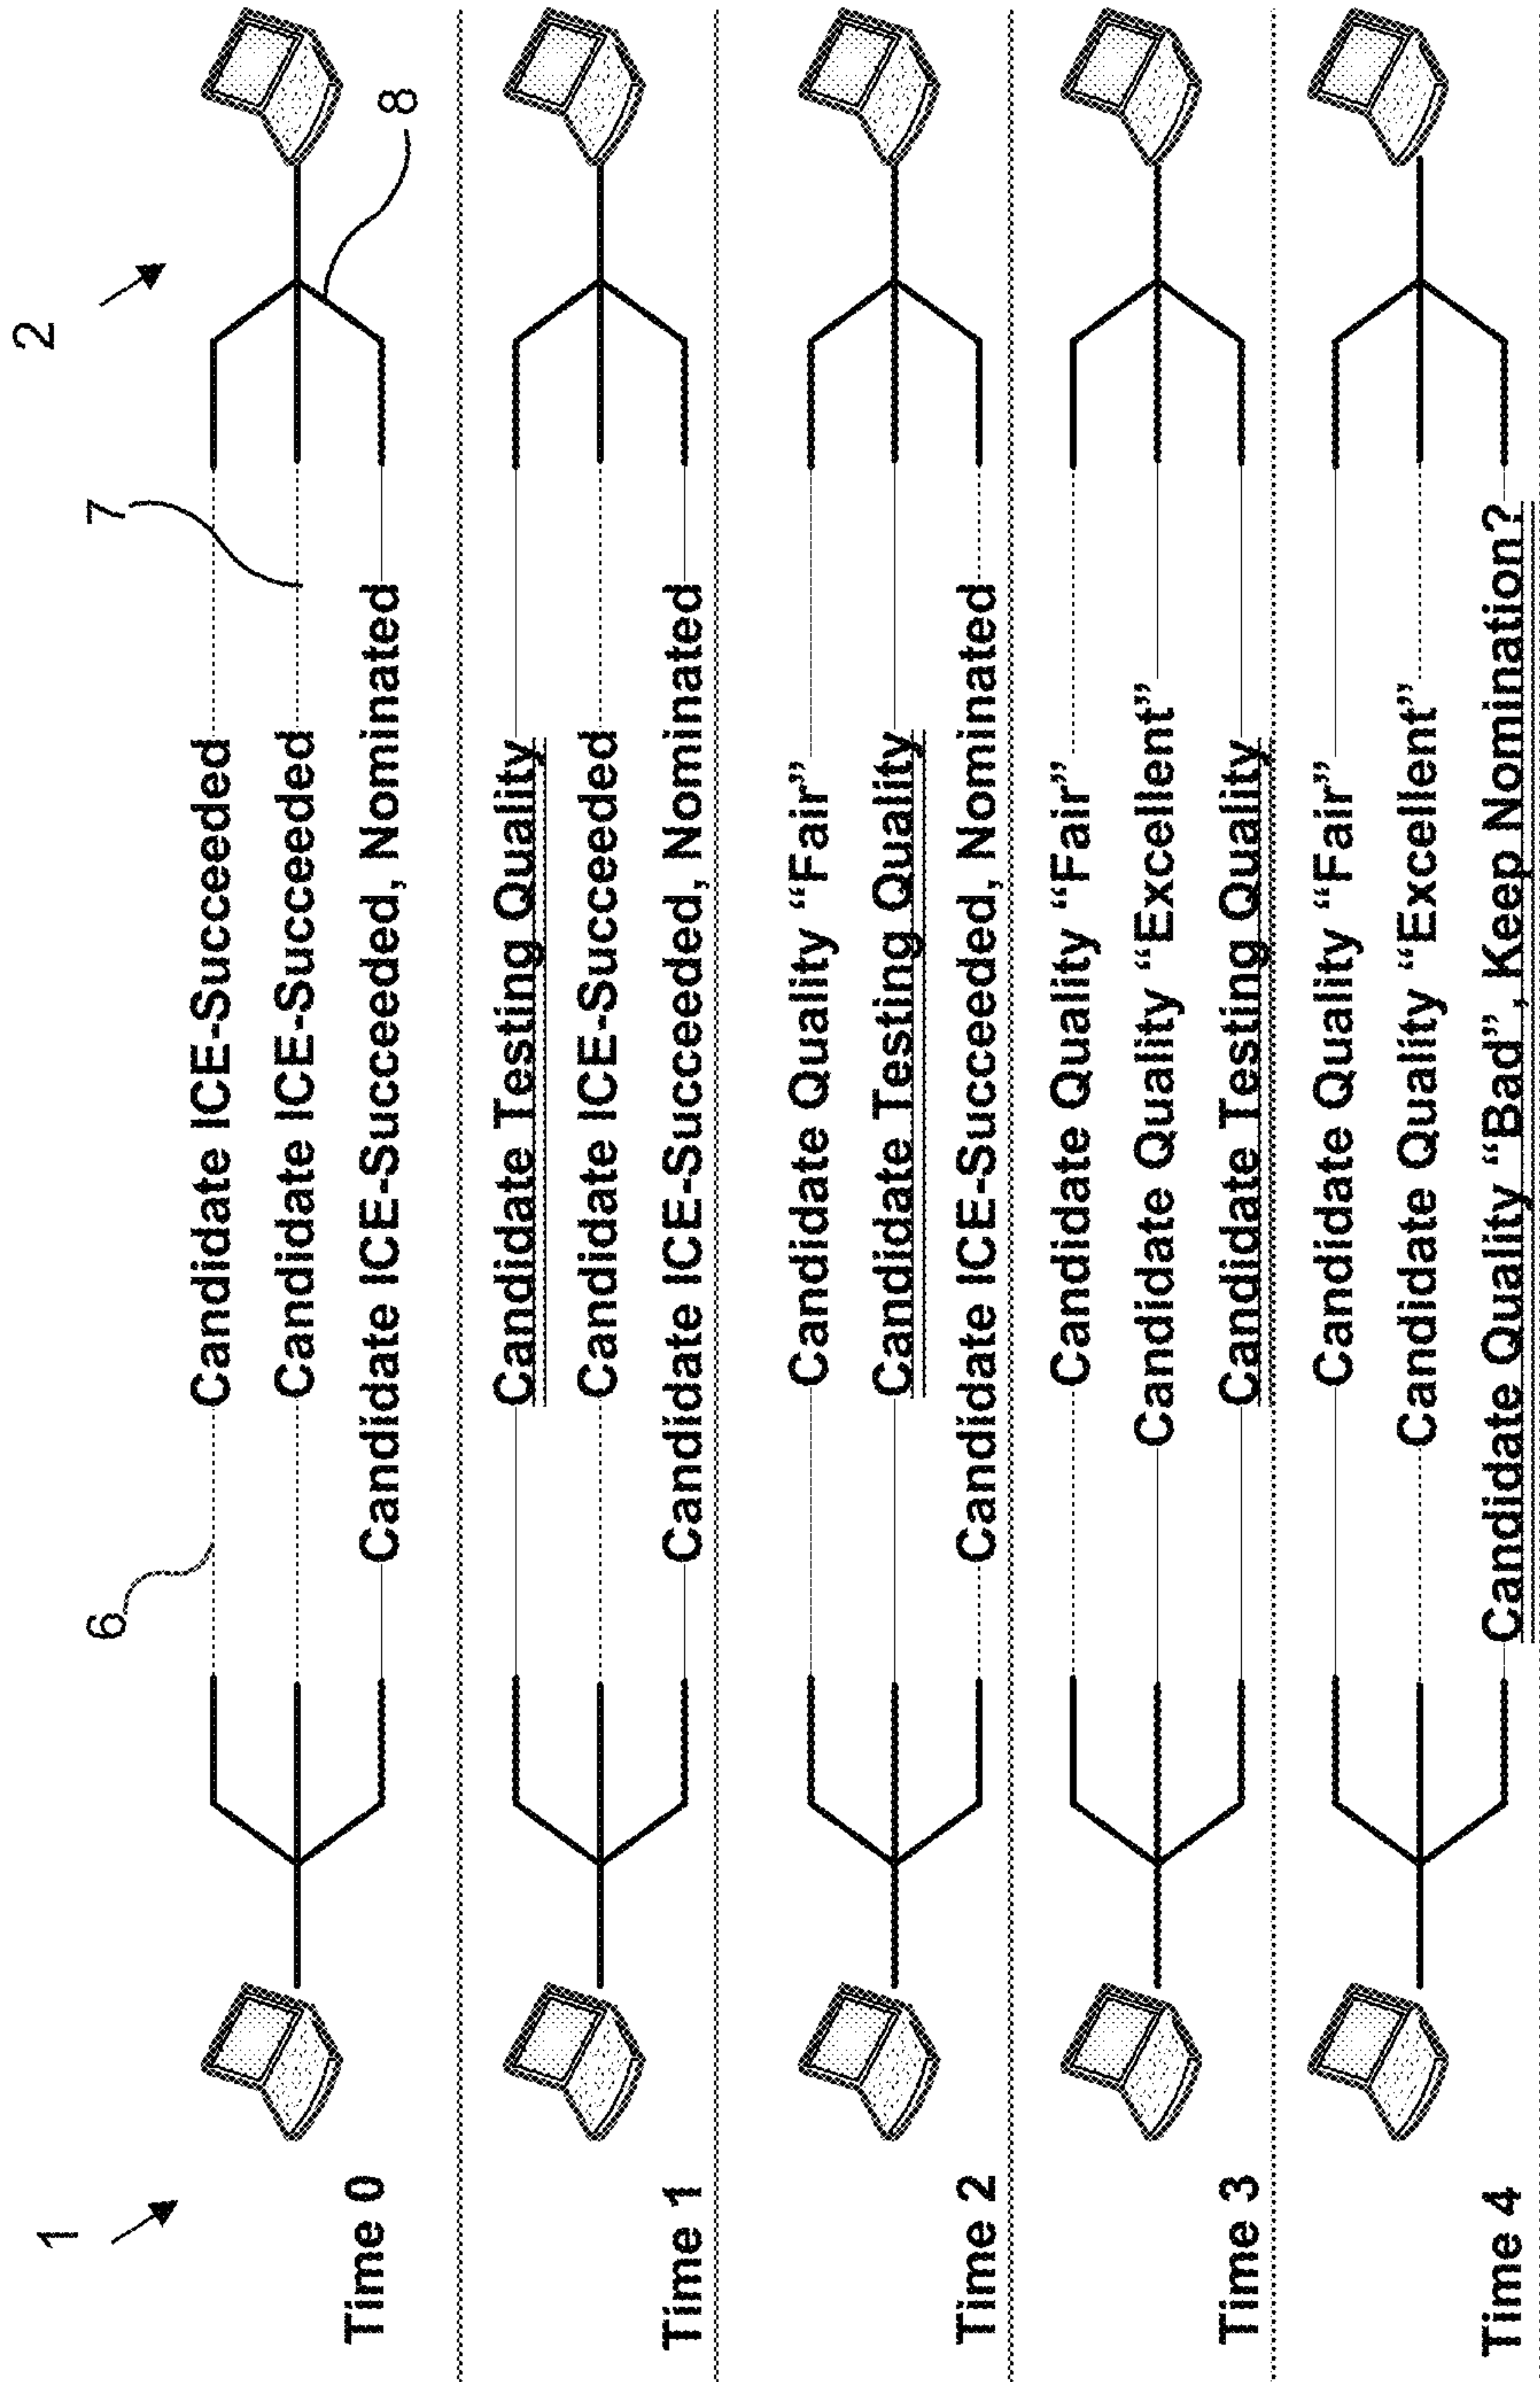 1
2
6
7
8
Candidate ICE-Succeeded
Candidate ICE-Succeeded
Candidate ICE-Succeeded, Nominated
Time 0
Candidate Testing Quality
Candidate ICE-Succeeded
Candidate ICE-Succeeded, Nominated
Time 1
Candidate Quality “Fair”
Candidate Testing Quality
Candidate ICE-Succeeded, Nominated
Time 2
Candidate Quality “Fair”
Candidate Quality “Excellent”
Candidate Testing Quality
Time 3
Candidate Quality “Fair”
Candidate Quality “Excellent”
Candidate Quality “Bad”, Keep Nomination?
Time 4